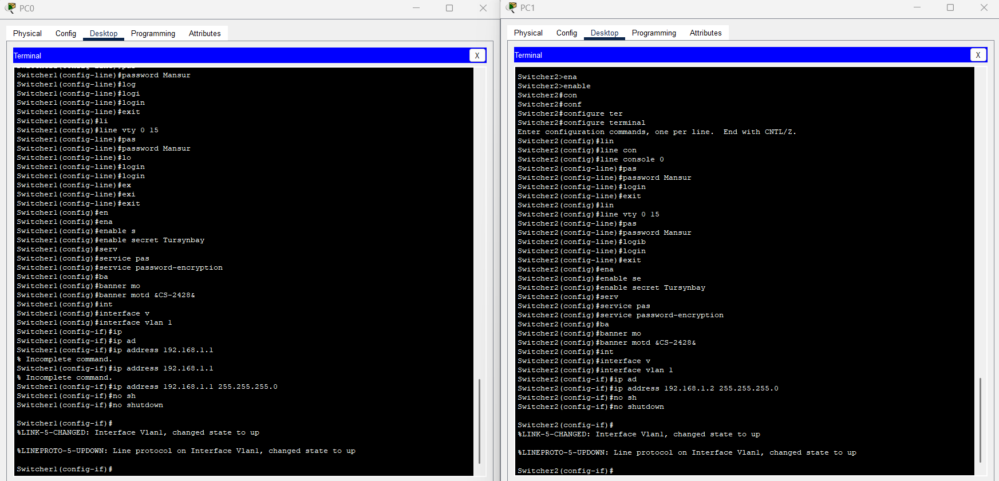 PC0
Physical Config Desktop Programming Attributes
Terminal X
Switcher1(config-line)#pas
Switcher1(config-line)#password Mansur
Switcher1(config-line)#log
Switcher1(config-line)#logi
Switcher1(config-line)#login
Switcher1(config-line)#exit
Switcher1(config)#li
Switcher1(config)#line vty 0 15
Switcher1(config-line)#pas
Switcher1(config-line)#password Mansur
Switcher1(config-line)#lo
Switcher1(config-line)#login
Switcher1(config-line)#login
Switcher1(config-line)#ex
Switcher1(config-line)#exi
Switcher1(config-line)#exit
Switcher1(config)#en
Switcher1(config)#ena
Switcher1(config)#enable s
Switcher1(config)#enable secret Tursynbay
Switcher1(config)#serv
Switcher1(config)#service pas
Switcher1(config)#service password-encryption
Switcher1(config)#ba
Switcher1(config)#banner mo
Switcher1(config)#banner motd &CS-2428&
Switcher1(config)#int
Switcher1(config)#interface v
Switcher1(config)#interface vlan 1
Switcher1(config-if)#ip
Switcher1(config-if)#ip ad
Switcher1(config-if)#ip address 192.168.1.1
% Incomplete command.
Switcher1(config-if)#ip address 192.168.1.1
% Incomplete command.
Switcher1(config-if)#ip address 192.168.1.1 255.255.255.0
Switcher1(config-if)#no sh
Switcher1(config-if)#no shutdown
Switcher1(config-if)#
%LINK-5-CHANGED: Interface Vlan1, changed state to up
%LINEPROTO-5-UPDOWN: Line protocol on Interface Vlan1, changed state to up
Switcher1(config-if)#
PC1
Physical Config Desktop Programming Attributes
Terminal X
Switcher2>ena
Switcher2>enable
Switcher2#con
Switcher2#conf
Switcher2#configure ter
Switcher2#configure terminal
Enter configuration commands, one per line.  End with CNTL/Z.
Switcher2(config)#lin
Switcher2(config)#line con
Switcher2(config)#line console 0
Switcher2(config-line)#pas
Switcher2(config-line)#password Mansur
Switcher2(config-line)#login
Switcher2(config-line)#exit
Switcher2(config)#lin
Switcher2(config)#line vty 0 15
Switcher2(config-line)#pas
Switcher2(config-line)#password Mansur
Switcher2(config-line)#logib
Switcher2(config-line)#login
Switcher2(config-line)#exit
Switcher2(config)#ena
Switcher2(config)#enable se
Switcher2(config)#enable secret Tursynbay
Switcher2(config)#serv
Switcher2(config)#service pas
Switcher2(config)#service password-encryption
Switcher2(config)#ba
Switcher2(config)#banner mo
Switcher2(config)#banner motd &CS-2428&
Switcher2(config)#int
Switcher2(config)#interface v
Switcher2(config)#interface vlan 1
Switcher2(config-if)#ip ad
Switcher2(config-if)#ip address 192.168.1.2 255.255.255.0
Switcher2(config-if)#no sh
Switcher2(config-if)#no shutdown
Switcher2(config-if)#
%LINK-5-CHANGED: Interface Vlan1, changed state to up
%LINEPROTO-5-UPDOWN: Line protocol on Interface Vlan1, changed state to up
Switcher2(config-if)#